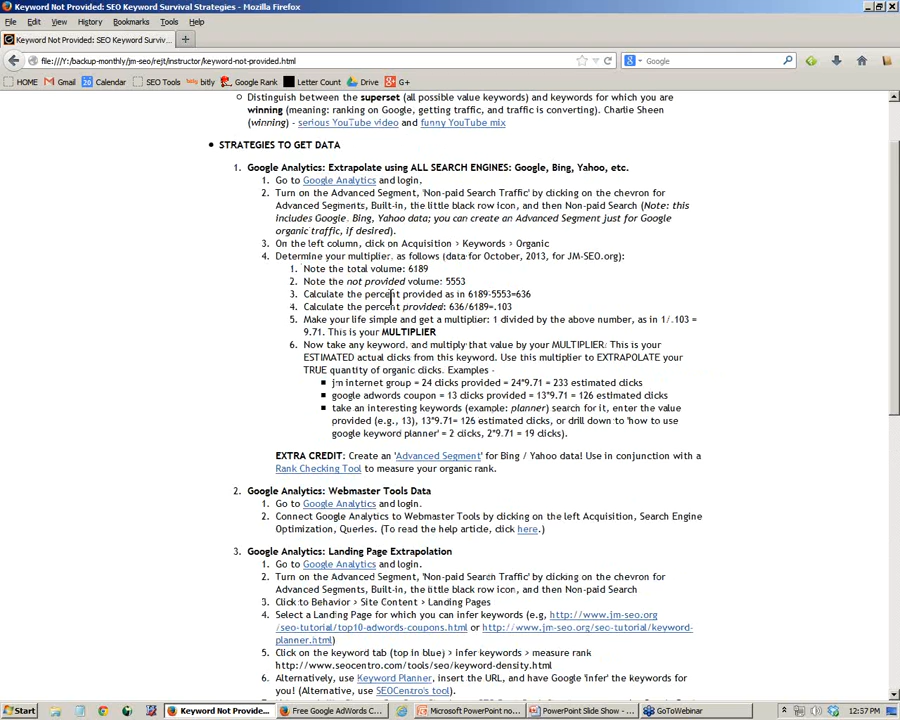 Keyword Not Provided: SEO Keyword Survival Strategies - Mozilla Firefox
File Edit View History Bookmarks Tools Help
Keyword Not Provided: SEO Keyword Surviv...
file:///Y:/backup-monthly/jm-seo/rejt/instructor/keyword-not-provided.html
Google
HOME Gmail 20 Calendar SEO Tools bitly Google Rank Letter Count Drive G+
Distinguish between the superset (all possible value keywords) and keywords for which you are
winning (meaning: ranking on Google, getting traffic, and traffic is converting). Charlie Sheen
(winning) - serious YouTube video and funny YouTube mix
STRATEGIES TO GET DATA
1. Google Analytics: Extrapolate using ALL SEARCH ENGINES: Google, Bing, Yahoo, etc.
1. Go to Google Analytics and login.
2. Turn on the Advanced Segment, 'Non-paid Search Traffic' by clicking on the chevron for
Advanced Segments, Built-in, the little black row icon, and then Non-paid Search (Note: this
includes Google, Bing, Yahoo data; you can create an Advanced Segment just for Google
organic traffic, if desired).
3. On the left column, click on Acquisition > Keywords > Organic
4. Determine your multiplier, as follows (data for October, 2013, for JM-SEO.org):
1. Note the total volume: 6189
2. Note the not provided volume: 5553
3. Calculate the percent provided as in 6189-5553=636
4. Calculate the percent provided: 636/6189=.103
5. Make your life simple and get a multiplier: 1 divided by the above number, as in 1/.103 =
9.71. This is your MULTIPLIER
6. Now take any keyword, and multiply that value by your MULTIPLIER. This is your
ESTIMATED actual clicks from this keyword. Use this multiplier to EXTRAPOLATE your
TRUE quantity of organic clicks. Examples -
jm internet group = 24 clicks provided = 24*9.71 = 233 estimated clicks
google adwords coupon = 13 clicks provided = 13*9.71 = 126 estimated clicks
take an interesting keywords (example: planner) search for it, enter the value
provided (e.g., 13), 13*9.71= 126 estimated clicks, or drill down to 'how to use
google keyword planner' = 2 clicks, 2*9.71 = 19 clicks).
EXTRA CREDIT: Create an 'Advanced Segment' for Bing / Yahoo data! Use in conjunction with a
Rank Checking Tool to measure your organic rank.
2. Google Analytics: Webmaster Tools Data
1. Go to Google Analytics and login.
2. Connect Google Analytics to Webmaster Tools by clicking on the left Acquisition, Search Engine
Optimization, Queries. (To read the help article, click here.)
3. Google Analytics: Landing Page Extrapolation
1. Go to Google Analytics and login.
2. Turn on the Advanced Segment, 'Non-paid Search Traffic' by clicking on the chevron for
Advanced Segments, Built-in, the little black row icon, and then Non-paid Search
3. Click to Behavior > Site Content > Landing Pages
4. Select a Landing Page for which you can infer keywords (e.g, http://www.jm-seo.org
/seo-tutorial/top10-adwords-coupons.html or http://www.jm-seo.org/seo-tutorial/keyword-
planner.html)
5. Click on the keyword tab (top in blue) > infer keywords > measure rank
http://www.seocentro.com/tools/seo/keyword-density.html
6. Alternatively, use Keyword Planner, insert the URL, and have Google 'infer' the keywords for
you! (Alternative, use SEOCentro's tool).
Start Keyword Not Provide... Free Google AdWords C... Microsoft PowerPoint no... PowerPoint Slide Show -... GoToWebinar 12:37 PM